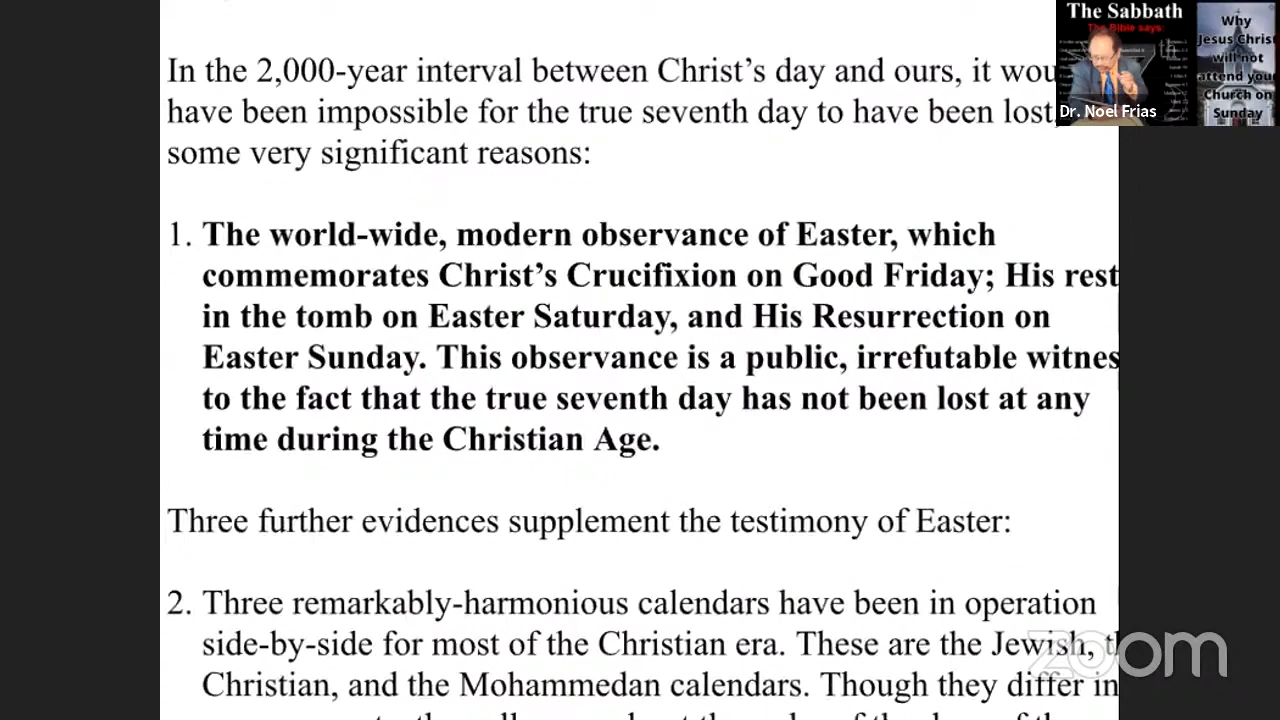 In the 2,000-year interval between Christ's day and ours, it wou
have been impossible for the true seventh day to have been lost.
some very significant reasons:
1. The world-wide, modern observance of Easter, which
commemorates Christ's Crucifixion on Good Friday; His rest
in the tomb on Easter Saturday, and His Resurrection on
Easter Sunday. This observance is a public, irrefutable witnes
to the fact that the true seventh day has not been lost at any
time during the Christian Age.
Three further evidences supplement the testimony of Easter:
2. Three remarkably-harmonious calendars have been in operation
side-by-side for most of the Christian era. These are the Jewish, t
Christian, and the Mohammedan calendars. Though they differ in
The Sabbath
The Bible says:
Dr. Noel Frias
Why
Jesus Christ
will not
attend your
Church on
Sunday
zoom